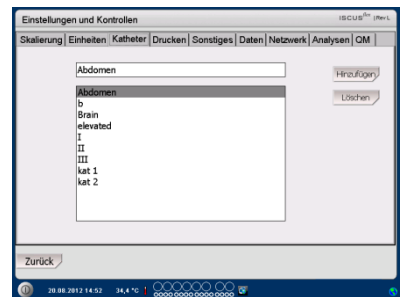 Einstellungen und Kontrollen ISCUSflex |Rev L
Skalierung Einheiten Katheter Drucken Sonstiges Daten Netzwerk Analysen QM
Abdomen
Hinzufügen
Abdomen
Löschen
b
Brain
elevated
I
II
III
kat 1
kat 2
Zurück
20.08.2012 14:52 34,4 °C